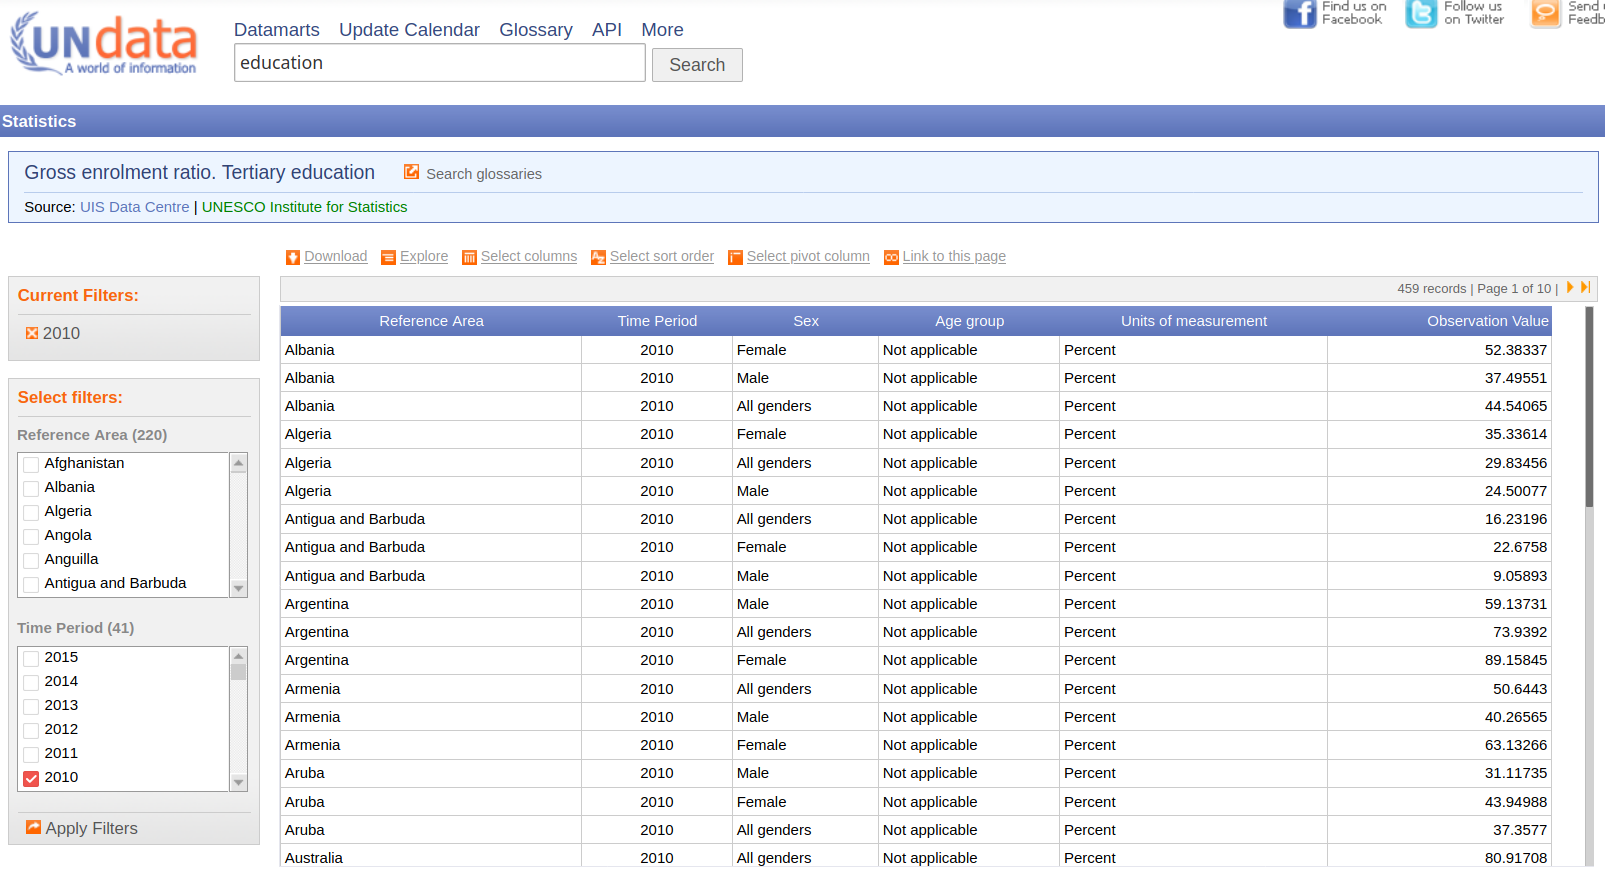 UNdata
A world of information
Datamarts Update Calendar Glossary API More
education
Search
Find us on
Facebook
Follow us
on Twitter
Send
Feedb
Statistics
Gross enrolment ratio. Tertiary education Search glossaries
Source: UIS Data Centre | UNESCO Institute for Statistics
Download Explore Select columns Select sort order Select pivot column Link to this page
Current Filters:
2010
Select filters:
Reference Area (220)
Afghanistan
Albania
Algeria
Angola
Anguilla
Antigua and Barbuda
Time Period (41)
2015
2014
2013
2012
2011
2010
Apply Filters
459 records | Page 1 of 10 |
Reference Area Time Period Sex Age group Units of measurement Observation Value
Albania 2010 Female Not applicable Percent 52.38337
Albania 2010 Male Not applicable Percent 37.49551
Albania 2010 All genders Not applicable Percent 44.54065
Algeria 2010 Female Not applicable Percent 35.33614
Algeria 2010 All genders Not applicable Percent 29.83456
Algeria 2010 Male Not applicable Percent 24.50077
Antigua and Barbuda 2010 All genders Not applicable Percent 16.23196
Antigua and Barbuda 2010 Female Not applicable Percent 22.6758
Antigua and Barbuda 2010 Male Not applicable Percent 9.05893
Argentina 2010 Male Not applicable Percent 59.13731
Argentina 2010 All genders Not applicable Percent 73.9392
Argentina 2010 Female Not applicable Percent 89.15845
Armenia 2010 All genders Not applicable Percent 50.6443
Armenia 2010 Male Not applicable Percent 40.26565
Armenia 2010 Female Not applicable Percent 63.13266
Aruba 2010 Male Not applicable Percent 31.11735
Aruba 2010 Female Not applicable Percent 43.94988
Aruba 2010 All genders Not applicable Percent 37.3577
Australia 2010 All genders Not applicable Percent 80.91708